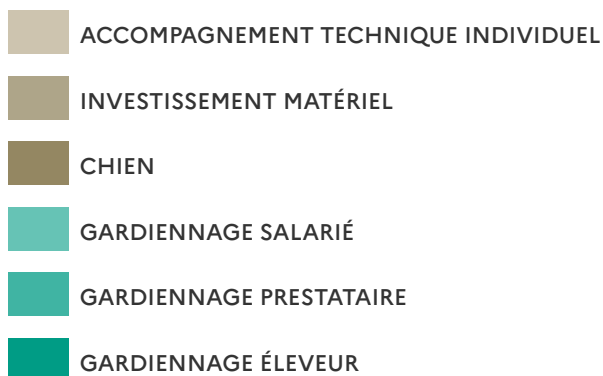 ACCOMPAGNEMENT TECHNIQUE INDIVIDUEL
INVESTISSEMENT MATÉRIEL
CHIEN
GARDIENNAGE SALARIÉ
GARDIENNAGE PRESTATAIRE
GARDIENNAGE ÉLEVEUR